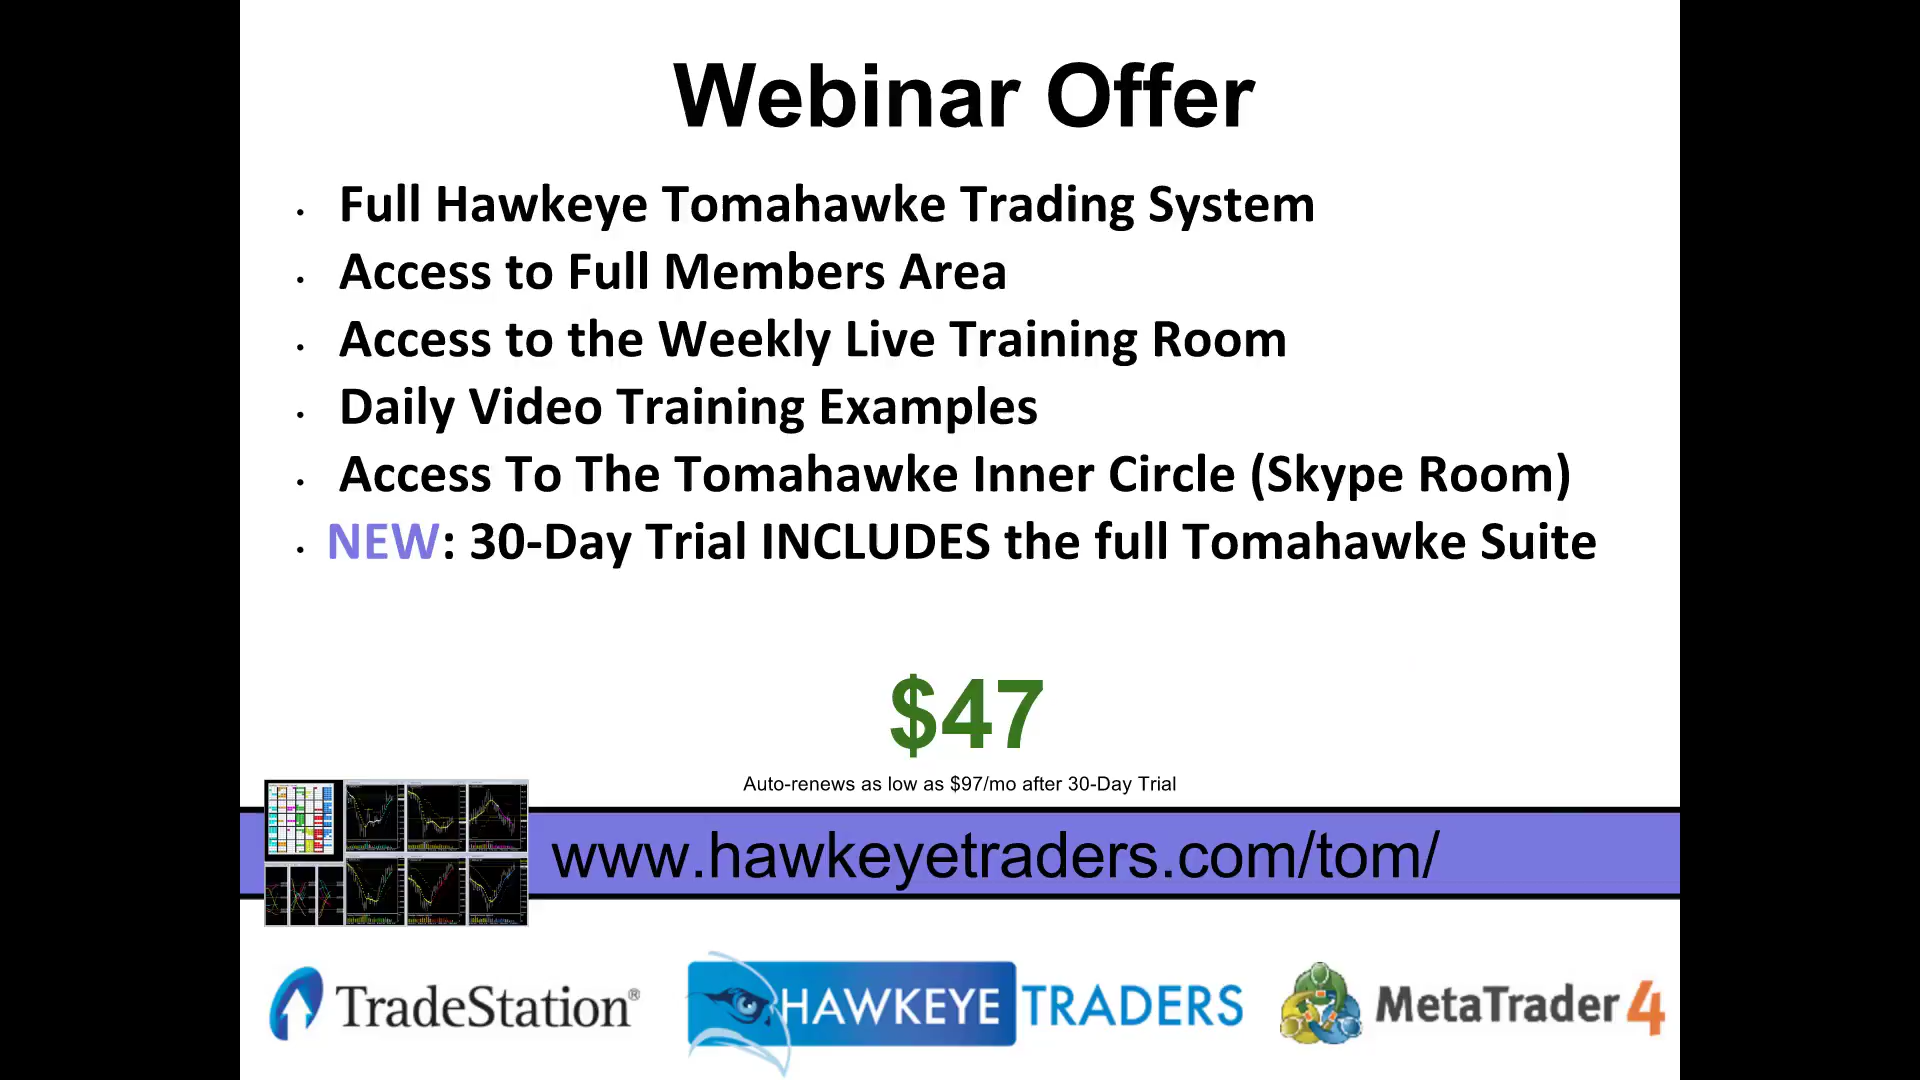 Webinar Offer
• Full Hawkeye Tomahawke Trading System
• Access to Full Members Area
• Access to the Weekly Live Training Room
• Daily Video Training Examples
• Access To The Tomahawke Inner Circle (Skype Room)
• NEW: 30-Day Trial INCLUDES the full Tomahawke Suite
$47
Auto-renews as low as $97/mo after 30-Day Trial
www.hawkeyetraders.com/tom/
TradeStation®
HAWKEYE TRADERS
MetaTrader 4